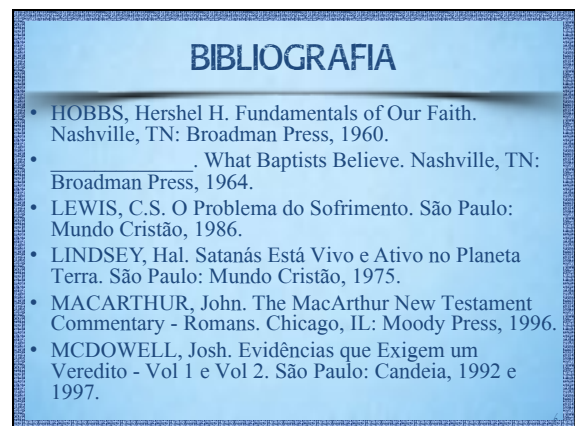 BIBLIOGRAFIA
• HOBBS, Hershel H. Fundamentals of Our Faith.
Nashville, TN: Broadman Press, 1960.
• _____________. What Baptists Believe. Nashville, TN:
Broadman Press, 1964.
• LEWIS, C.S. O Problema do Sofrimento. São Paulo:
Mundo Cristão, 1986.
• LINDSEY, Hal. Satanás Está Vivo e Ativo no Planeta
Terra. São Paulo: Mundo Cristão, 1975.
• MACARTHUR, John. The MacArthur New Testament
Commentary - Romans. Chicago, IL: Moody Press, 1996.
• MCDOWELL, Josh. Evidências que Exigem um
Veredito - Vol 1 e Vol 2. São Paulo: Candeia, 1992 e
1997.